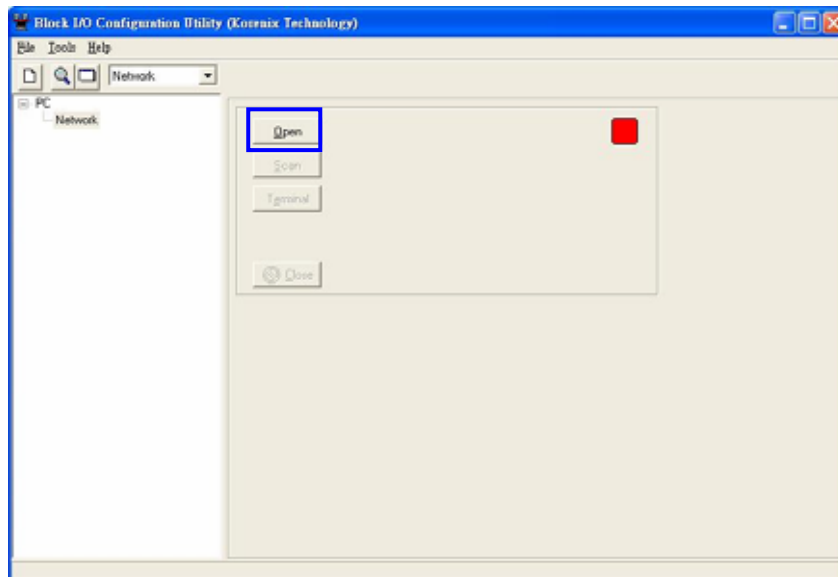 Block I/O Configuration Utility (Korenix Technology)
File Tools Help
Network
PC
Network
Open
Scan
Terminal
Close